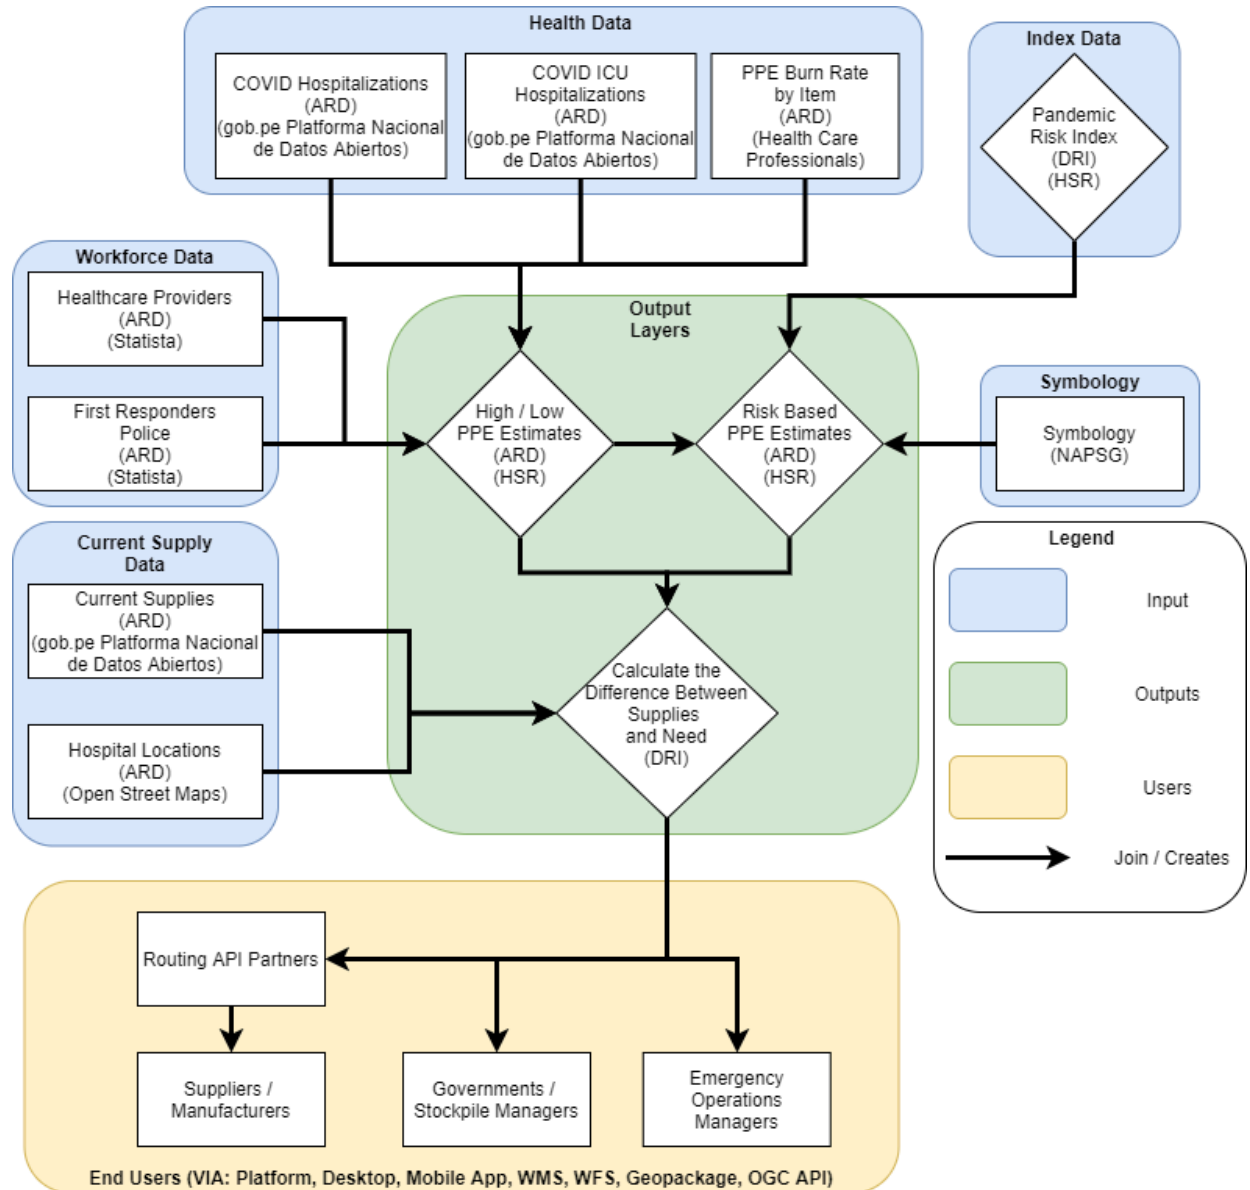 Health Data
COVID Hospitalizations
(ARD)
(gob.pe Platforma Nacional
de Datos Abiertos)
COVID ICU
Hospitalizations
(ARD)
(gob.pe Platforma Nacional
de Datos Abiertos)
PPE Burn Rate
by Item
(ARD)
(Health Care
Professionals)
Index Data
Pandemic
Risk Index
(DRI)
(HSR)
Workforce Data
Healthcare Providers
(ARD)
(Statista)
First Responders
Police
(ARD)
(Statista)
Output
Layers
High / Low
PPE Estimates
(ARD)
(HSR)
Risk Based
PPE Estimates
(ARD)
(HSR)
Symbology
Symbology
(NAPSG)
Current Supply
Data
Current Supplies
(ARD)
(gob.pe Platforma Nacional
de Datos Abiertos)
Hospital Locations
(ARD)
(Open Street Maps)
Calculate the
Difference Between
Supplies
and Need
(DRI)
Legend
Input
Outputs
Users
Join / Creates
Routing API Partners
Suppliers /
Manufacturers
Governments /
Stockpile Managers
Emergency
Operations
Managers
End Users (VIA: Platform, Desktop, Mobile App, WMS, WFS, Geopackage, OGC API)